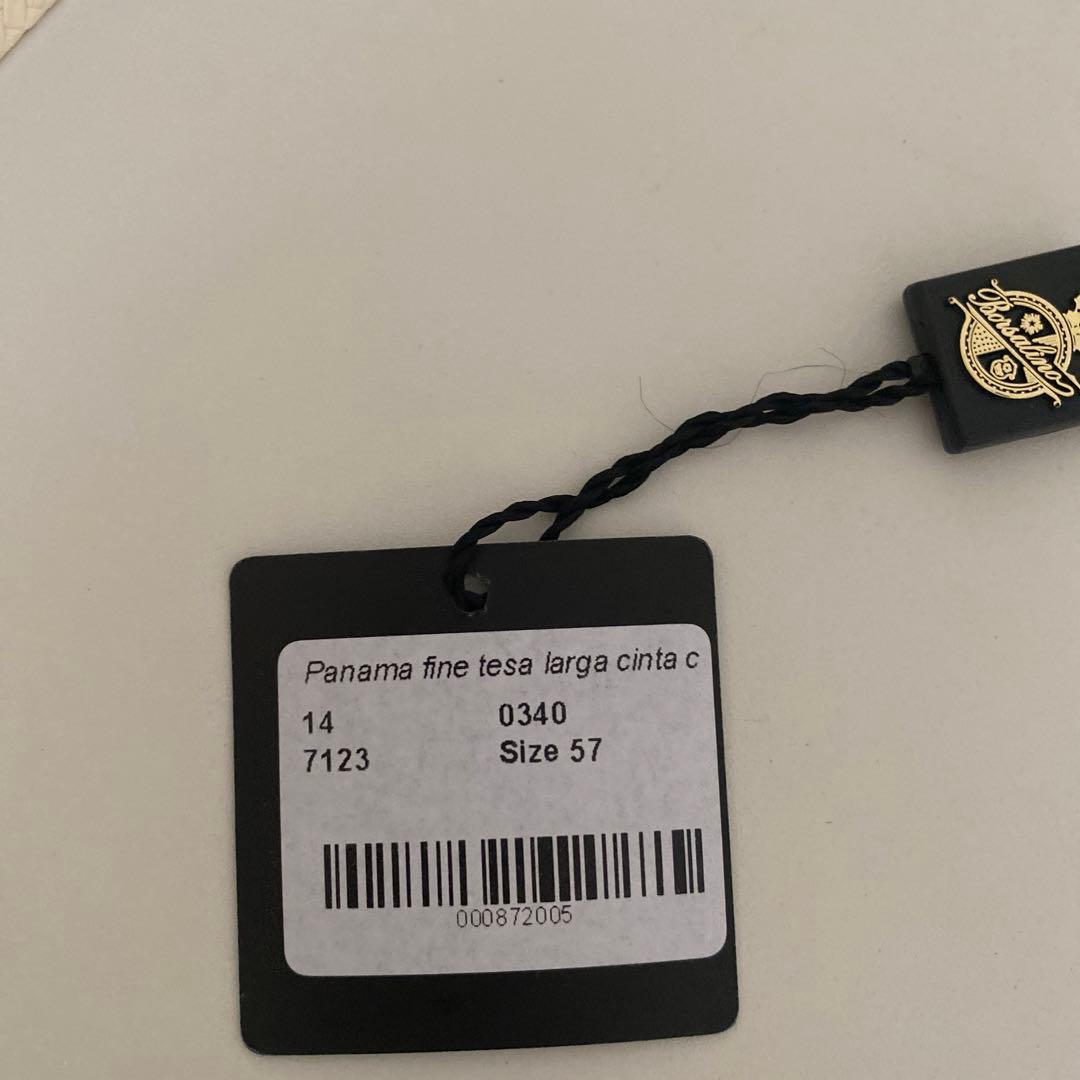 Borsalino
Panama fine tesa larga cinta c
14 0340
7123 Size 57
000872005